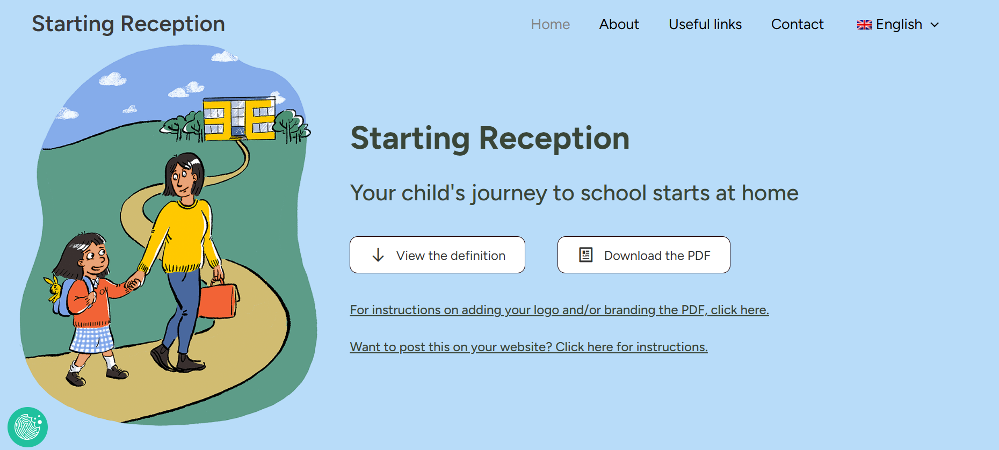 Starting Reception
Home
About
Useful links
Contact
English
Starting Reception
Your child's journey to school starts at home
View the definition
Download the PDF
For instructions on adding your logo and/or branding the PDF, click here.
Want to post this on your website? Click here for instructions.